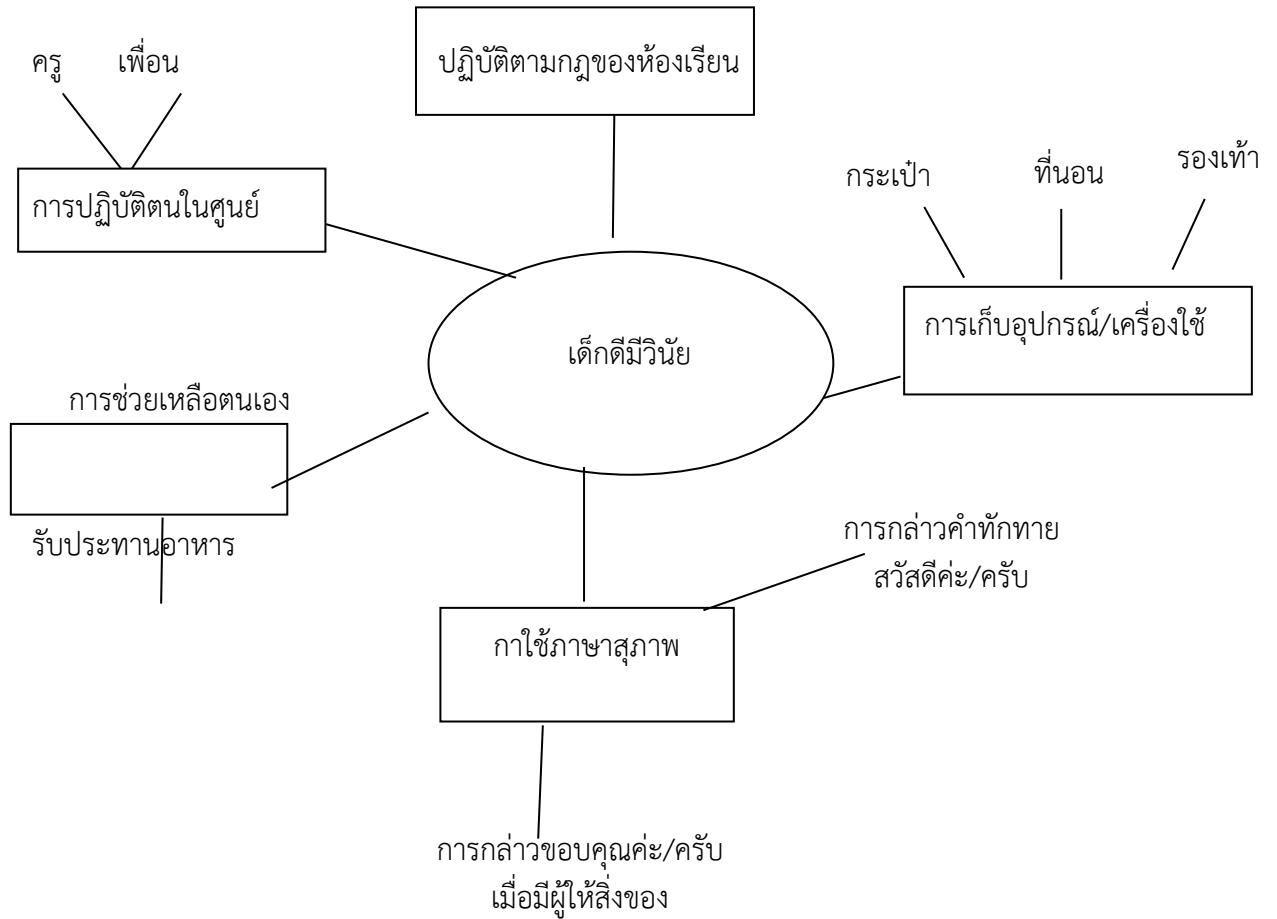 ปฏิบัติตามกฎของห้องเรียน
ครู
เพื่อน
การปฏิบัติตนในศูนย์
กระเป๋า
ที่นอน
รองเท้า
การเก็บอุปกรณ์/เครื่องใช้
เด็กดีมีวินัย
การช่วยเหลือตนเอง
รับประทานอาหาร
การกล่าวคำทักทาย
สวัสดีค่ะ/ครับ
กาใช้ภาษาสุภาพ
การกล่าวขอบคุณค่ะ/ครับ
เมื่อมีผู้ให้สิ่งของ